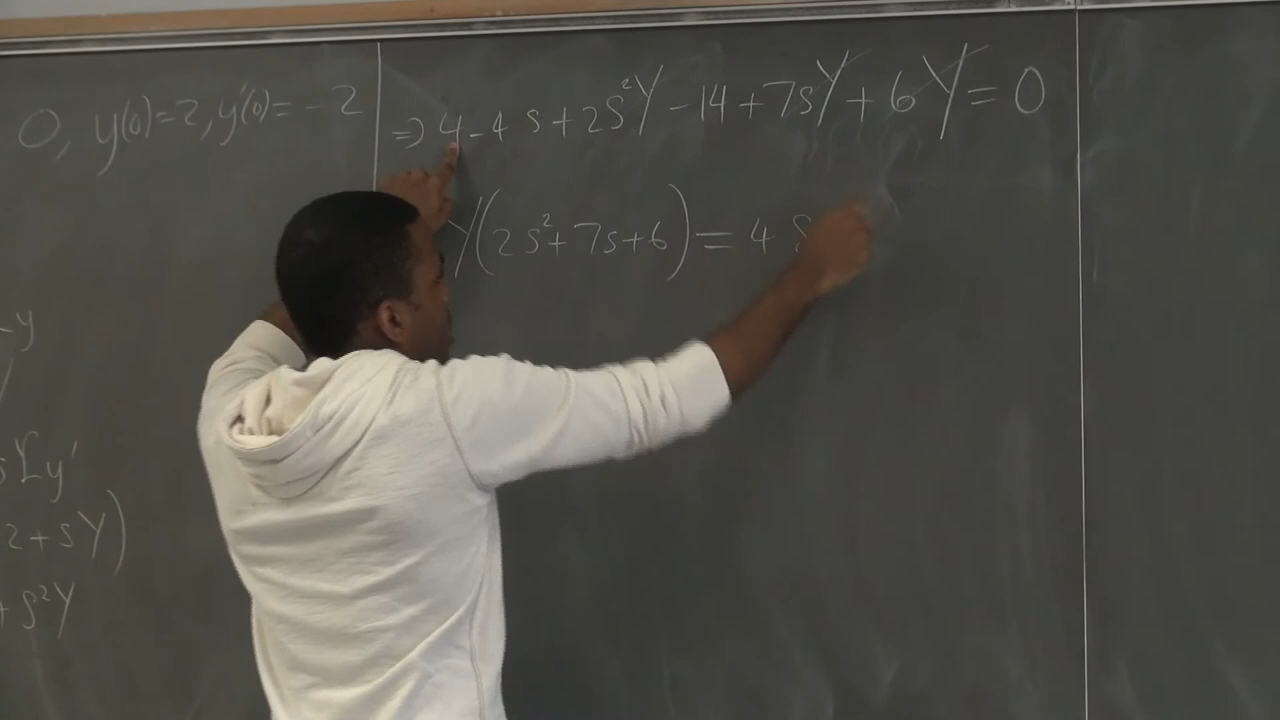 0, y(0)=2, y'(0)= -2
⇒ 4-4s+2s²Y-14+7sY+6Y=0
Y(2s²+7s+6)=4s
y
sLy'
2+sY)
+s²Y